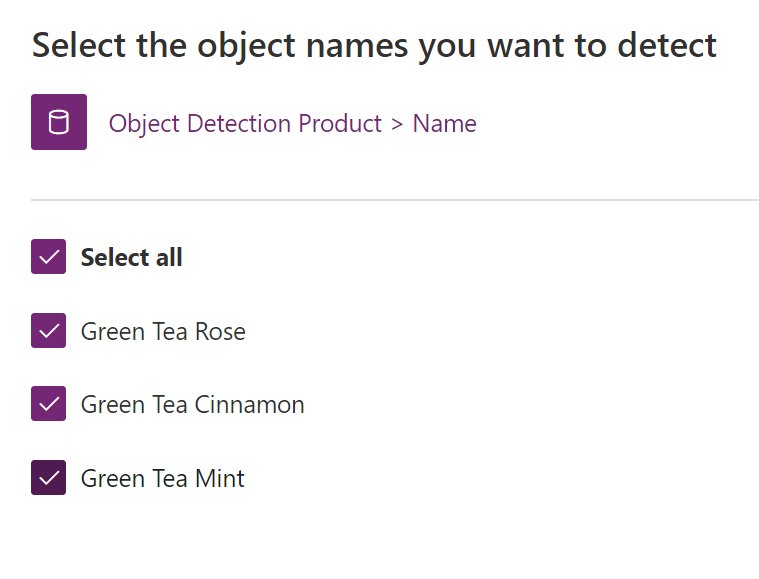 Select the object names you want to detect
Object Detection Product > Name
Select all
Green Tea Rose
Green Tea Cinnamon
Green Tea Mint